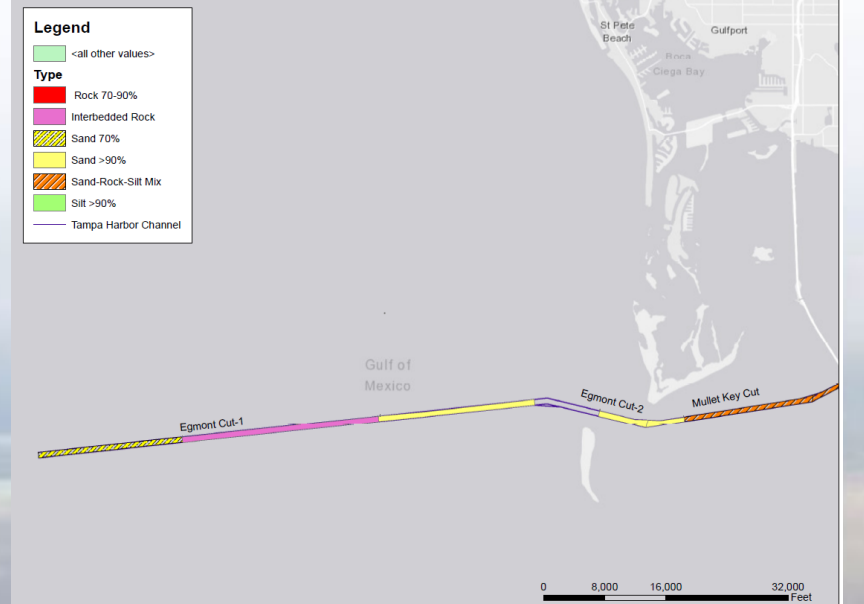 Legend
<all other values>
Type
Rock 70-90%
Interbedded Rock
Sand 70%
Sand >90%
Sand-Rock-Silt Mix
Silt >90%
Tampa Harbor Channel
St Pete
Beach
Gulfport
Boca
Ciega Bay
Gulf of
Mexico
Egmont Cut-1
Egmont Cut-2
Mullet Key Cut
0 8,000 16,000 32,000
Feet